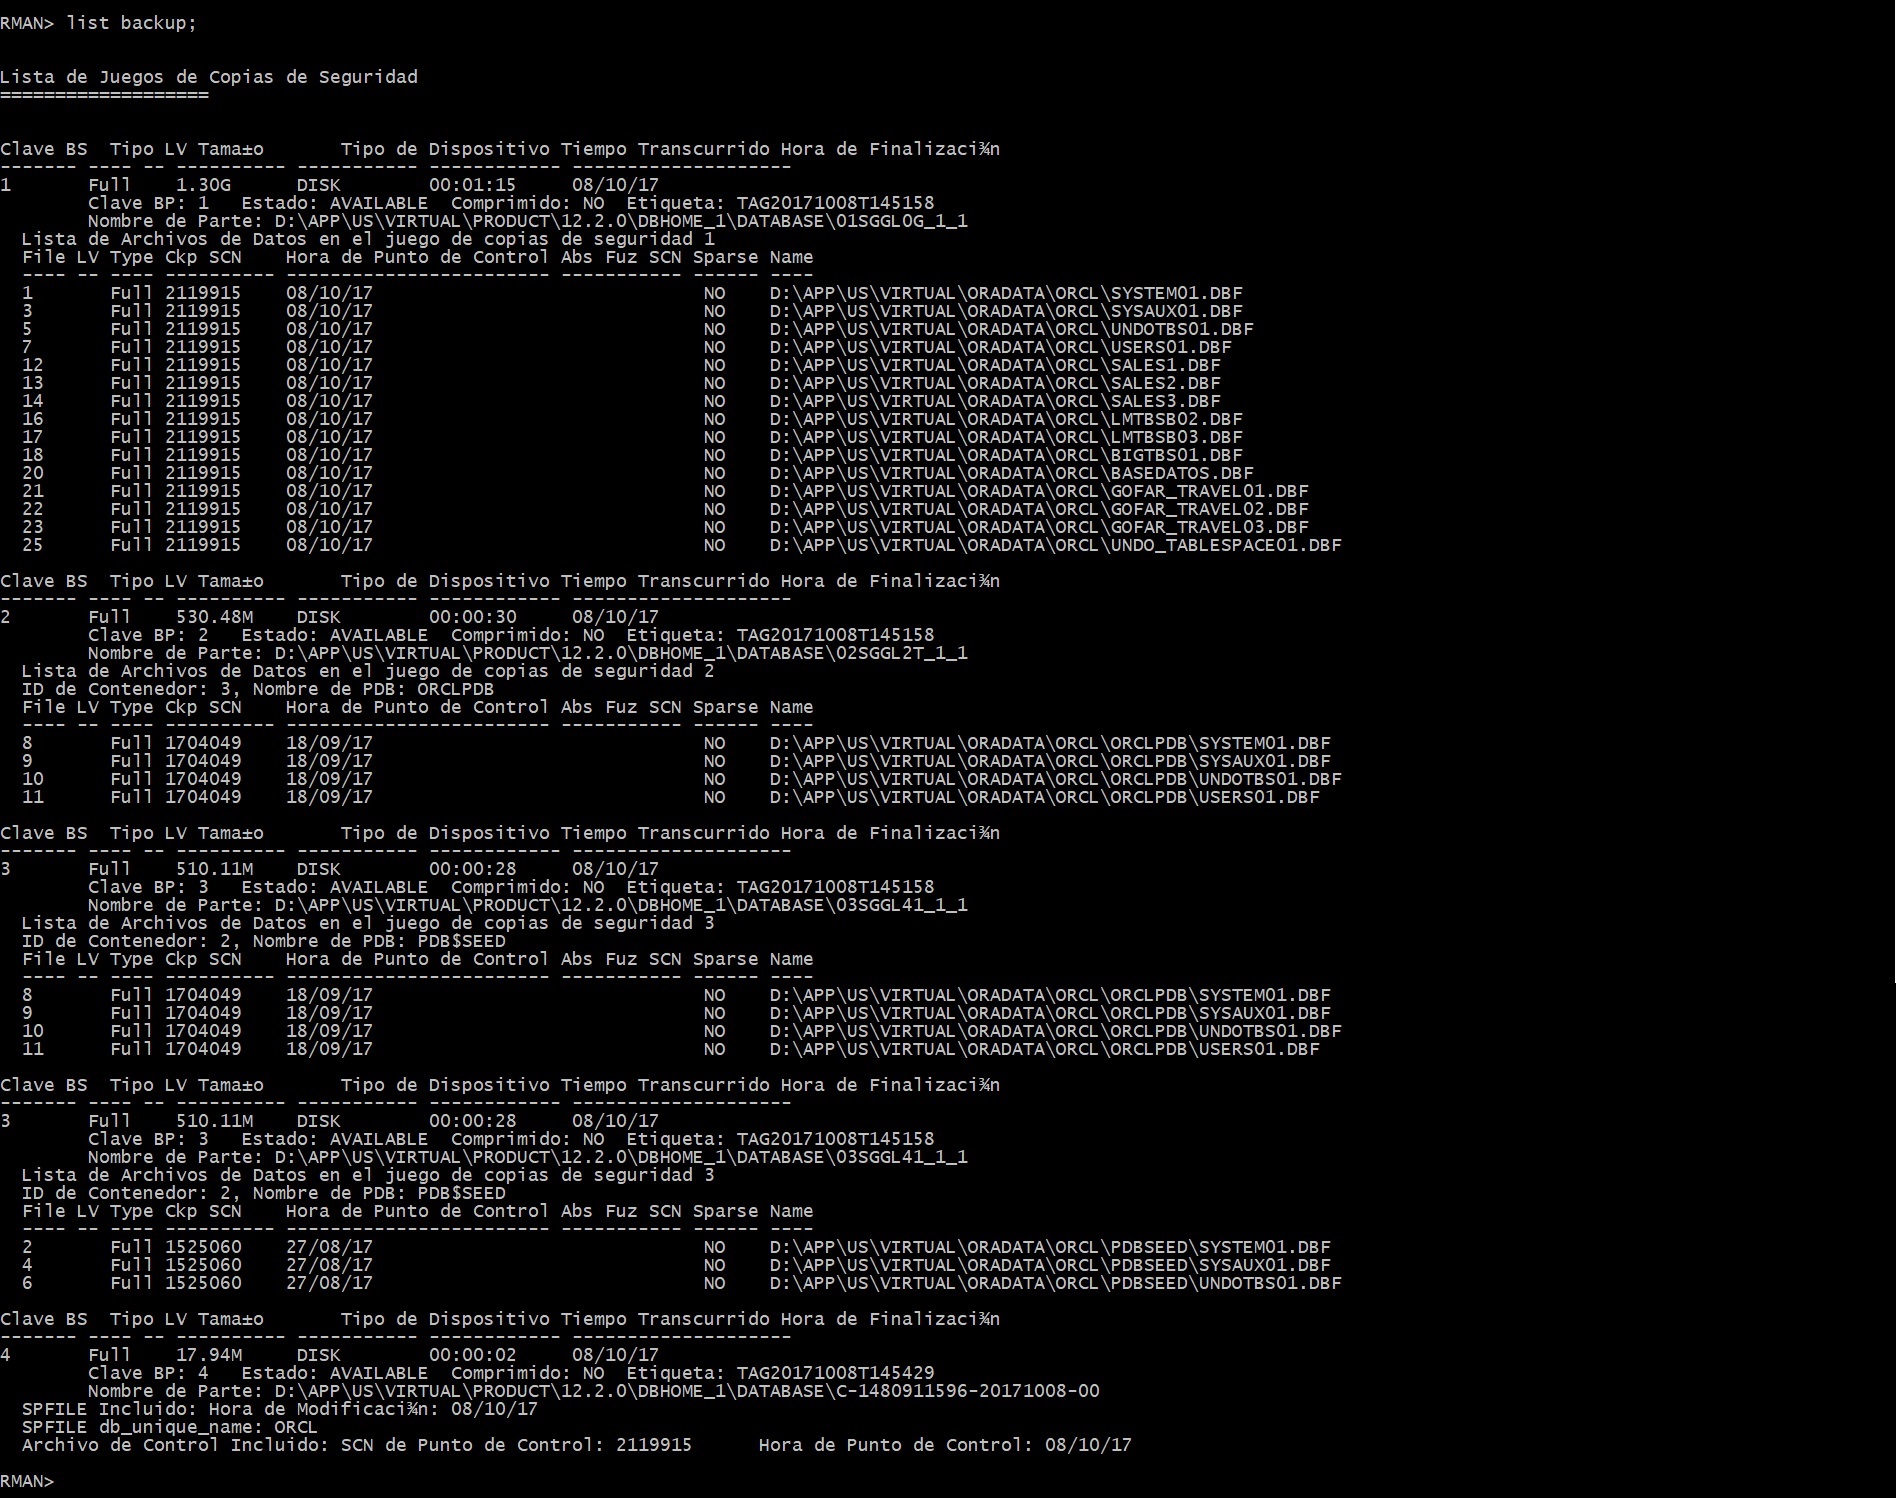 RMAN> list backup;
Lista de Juegos de Copias de Seguridad
===================
Clave BS  Tipo LV Tama±o       Tipo de Dispositivo Tiempo Transcurrido Hora de Finalizaci¾n
------- ---- -- ---------- ----------- ------------ --------------------
1       Full    1.30G      DISK        00:01:15     08/10/17
        Clave BP: 1   Estado: AVAILABLE  Comprimido: NO  Etiqueta: TAG20171008T145158
        Nombre de Parte: D:\APP\US\VIRTUAL\PRODUCT\12.2.0\DBHOME_1\DATABASE\01SGGL0G_1_1
  Lista de Archivos de Datos en el juego de copias de seguridad 1
  File LV Type Ckp SCN    Hora de Punto de Control Abs Fuz SCN Sparse Name
  ---- -- ---- ---------- ------------------------ ----------- ------ ----
  1       Full 2119915    08/10/17                              NO    D:\APP\US\VIRTUAL\ORADATA\ORCL\SYSTEM01.DBF
  3       Full 2119915    08/10/17                              NO    D:\APP\US\VIRTUAL\ORADATA\ORCL\SYSAUX01.DBF
  5       Full 2119915    08/10/17                              NO    D:\APP\US\VIRTUAL\ORADATA\ORCL\UNDOTBS01.DBF
  7       Full 2119915    08/10/17                              NO    D:\APP\US\VIRTUAL\ORADATA\ORCL\USERS01.DBF
  12      Full 2119915    08/10/17                              NO    D:\APP\US\VIRTUAL\ORADATA\ORCL\SALES1.DBF
  13      Full 2119915    08/10/17                              NO    D:\APP\US\VIRTUAL\ORADATA\ORCL\SALES2.DBF
  14      Full 2119915    08/10/17                              NO    D:\APP\US\VIRTUAL\ORADATA\ORCL\SALES3.DBF
  16      Full 2119915    08/10/17                              NO    D:\APP\US\VIRTUAL\ORADATA\ORCL\LMTBSB02.DBF
  17      Full 2119915    08/10/17                              NO    D:\APP\US\VIRTUAL\ORADATA\ORCL\LMTBSB03.DBF
  18      Full 2119915    08/10/17                              NO    D:\APP\US\VIRTUAL\ORADATA\ORCL\BIGTBS01.DBF
  20      Full 2119915    08/10/17                              NO    D:\APP\US\VIRTUAL\ORADATA\ORCL\BASEDATOS.DBF
  21      Full 2119915    08/10/17                              NO    D:\APP\US\VIRTUAL\ORADATA\ORCL\GOFAR_TRAVEL01.DBF
  22      Full 2119915    08/10/17                              NO    D:\APP\US\VIRTUAL\ORADATA\ORCL\GOFAR_TRAVEL02.DBF
  23      Full 2119915    08/10/17                              NO    D:\APP\US\VIRTUAL\ORADATA\ORCL\GOFAR_TRAVEL03.DBF
  25      Full 2119915    08/10/17                              NO    D:\APP\US\VIRTUAL\ORADATA\ORCL\UNDO_TABLESPACE01.DBF
Clave BS  Tipo LV Tama±o       Tipo de Dispositivo Tiempo Transcurrido Hora de Finalizaci¾n
------- ---- -- ---------- ----------- ------------ --------------------
2       Full    530.48M    DISK        00:00:30     08/10/17
        Clave BP: 2   Estado: AVAILABLE  Comprimido: NO  Etiqueta: TAG20171008T145158
        Nombre de Parte: D:\APP\US\VIRTUAL\PRODUCT\12.2.0\DBHOME_1\DATABASE\02SGGL2T_1_1
  Lista de Archivos de Datos en el juego de copias de seguridad 2
  ID de Contenedor: 3, Nombre de PDB: ORCLPDB
  File LV Type Ckp SCN    Hora de Punto de Control Abs Fuz SCN Sparse Name
  ---- -- ---- ---------- ------------------------ ----------- ------ ----
  8       Full 1704049    18/09/17                              NO    D:\APP\US\VIRTUAL\ORADATA\ORCL\ORCLPDB\SYSTEM01.DBF
  9       Full 1704049    18/09/17                              NO    D:\APP\US\VIRTUAL\ORADATA\ORCL\ORCLPDB\SYSAUX01.DBF
  10      Full 1704049    18/09/17                              NO    D:\APP\US\VIRTUAL\ORADATA\ORCL\ORCLPDB\UNDOTBS01.DBF
  11      Full 1704049    18/09/17                              NO    D:\APP\US\VIRTUAL\ORADATA\ORCL\ORCLPDB\USERS01.DBF
Clave BS  Tipo LV Tama±o       Tipo de Dispositivo Tiempo Transcurrido Hora de Finalizaci¾n
------- ---- -- ---------- ----------- ------------ --------------------
3       Full    510.11M    DISK        00:00:28     08/10/17
        Clave BP: 3   Estado: AVAILABLE  Comprimido: NO  Etiqueta: TAG20171008T145158
        Nombre de Parte: D:\APP\US\VIRTUAL\PRODUCT\12.2.0\DBHOME_1\DATABASE\03SGGL41_1_1
  Lista de Archivos de Datos en el juego de copias de seguridad 3
  ID de Contenedor: 2, Nombre de PDB: PDB$SEED
  File LV Type Ckp SCN    Hora de Punto de Control Abs Fuz SCN Sparse Name
  ---- -- ---- ---------- ------------------------ ----------- ------ ----
  8       Full 1704049    18/09/17                              NO    D:\APP\US\VIRTUAL\ORADATA\ORCL\ORCLPDB\SYSTEM01.DBF
  9       Full 1704049    18/09/17                              NO    D:\APP\US\VIRTUAL\ORADATA\ORCL\ORCLPDB\SYSAUX01.DBF
  10      Full 1704049    18/09/17                              NO    D:\APP\US\VIRTUAL\ORADATA\ORCL\ORCLPDB\UNDOTBS01.DBF
  11      Full 1704049    18/09/17                              NO    D:\APP\US\VIRTUAL\ORADATA\ORCL\ORCLPDB\USERS01.DBF
Clave BS  Tipo LV Tama±o       Tipo de Dispositivo Tiempo Transcurrido Hora de Finalizaci¾n
------- ---- -- ---------- ----------- ------------ --------------------
3       Full    510.11M    DISK        00:00:28     08/10/17
        Clave BP: 3   Estado: AVAILABLE  Comprimido: NO  Etiqueta: TAG20171008T145158
        Nombre de Parte: D:\APP\US\VIRTUAL\PRODUCT\12.2.0\DBHOME_1\DATABASE\03SGGL41_1_1
  Lista de Archivos de Datos en el juego de copias de seguridad 3
  ID de Contenedor: 2, Nombre de PDB: PDB$SEED
  File LV Type Ckp SCN    Hora de Punto de Control Abs Fuz SCN Sparse Name
  ---- -- ---- ---------- ------------------------ ----------- ------ ----
  2       Full 1525060    27/08/17                              NO    D:\APP\US\VIRTUAL\ORADATA\ORCL\PDBSEED\SYSTEM01.DBF
  4       Full 1525060    27/08/17                              NO    D:\APP\US\VIRTUAL\ORADATA\ORCL\PDBSEED\SYSAUX01.DBF
  6       Full 1525060    27/08/17                              NO    D:\APP\US\VIRTUAL\ORADATA\ORCL\PDBSEED\UNDOTBS01.DBF
Clave BS  Tipo LV Tama±o       Tipo de Dispositivo Tiempo Transcurrido Hora de Finalizaci¾n
------- ---- -- ---------- ----------- ------------ --------------------
4       Full    17.94M     DISK        00:00:02     08/10/17
        Clave BP: 4   Estado: AVAILABLE  Comprimido: NO  Etiqueta: TAG20171008T145429
        Nombre de Parte: D:\APP\US\VIRTUAL\PRODUCT\12.2.0\DBHOME_1\DATABASE\C-1480911596-20171008-00
  SPFILE Incluido: Hora de Modificaci¾n: 08/10/17
  SPFILE db_unique_name: ORCL
  Archivo de Control Incluido: SCN de Punto de Control: 2119915      Hora de Punto de Control: 08/10/17
RMAN>